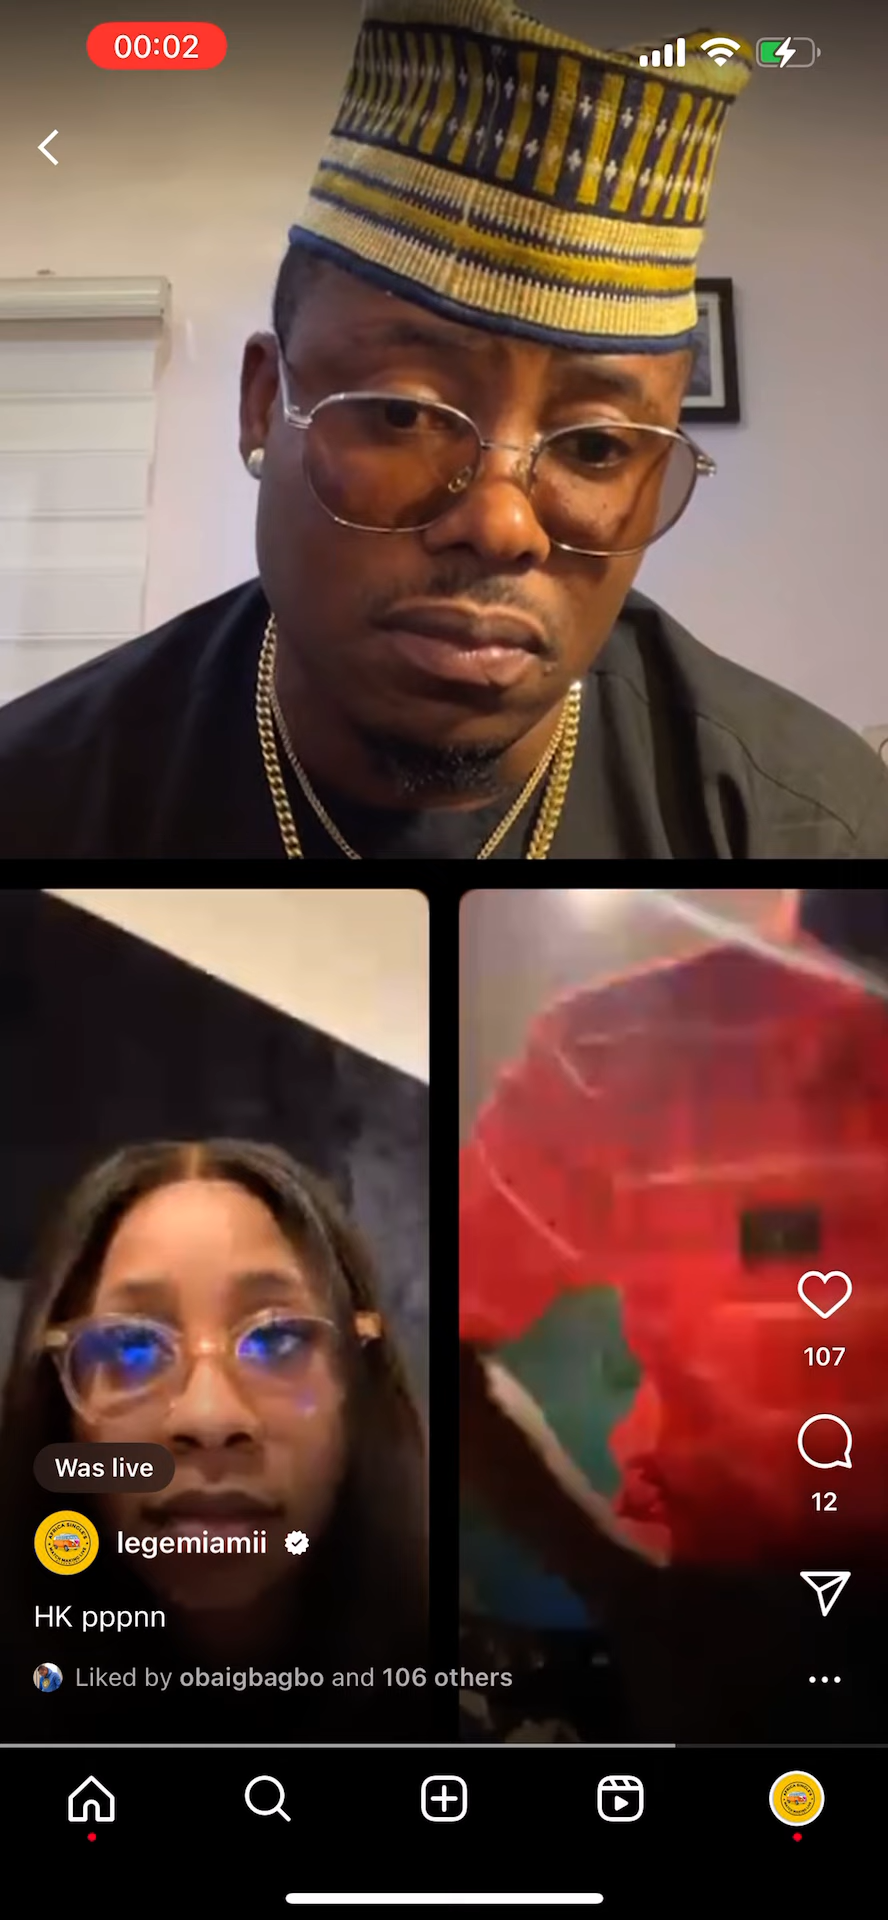 00:02
Was live
legemiamii
HK pppnn
Liked by obaigbagbo and 106 others
107
12